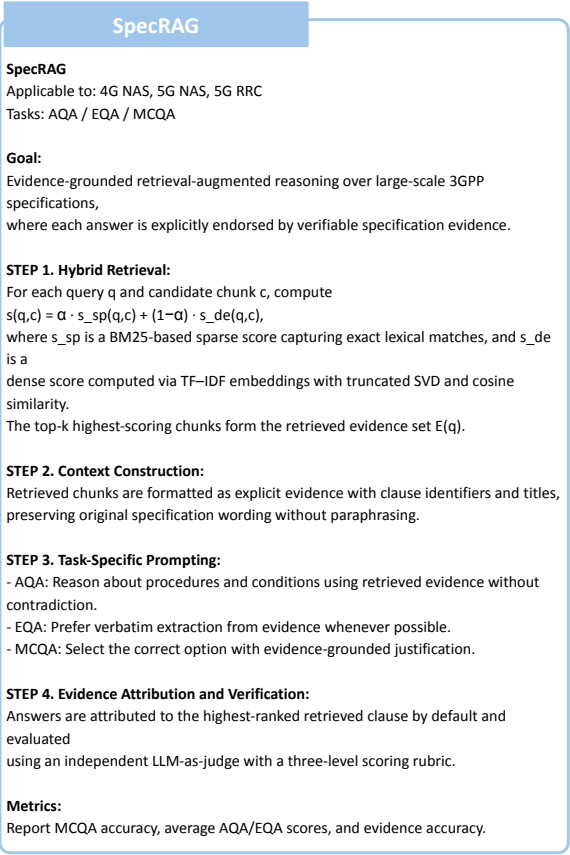 SpecRAG
SpecRAG
Applicable to: 4G NAS, 5G NAS, 5G RRC
Tasks: AQA / EQA / MCQA
Goal:
Evidence-grounded retrieval-augmented reasoning over large-scale 3GPP
specifications,
where each answer is explicitly endorsed by verifiable specification evidence.
STEP 1. Hybrid Retrieval:
For each query q and candidate chunk c, compute
s(q,c) = α · s_sp(q,c) + (1−α) · s_de(q,c),
where s_sp is a BM25-based sparse score capturing exact lexical matches, and s_de
is a
dense score computed via TF–IDF embeddings with truncated SVD and cosine
similarity.
The top-k highest-scoring chunks form the retrieved evidence set E(q).
STEP 2. Context Construction:
Retrieved chunks are formatted as explicit evidence with clause identifiers and titles,
preserving original specification wording without paraphrasing.
STEP 3. Task-Specific Prompting:
- AQA: Reason about procedures and conditions using retrieved evidence without
contradiction.
- EQA: Prefer verbatim extraction from evidence whenever possible.
- MCQA: Select the correct option with evidence-grounded justification.
STEP 4. Evidence Attribution and Verification:
Answers are attributed to the highest-ranked retrieved clause by default and
evaluated
using an independent LLM-as-judge with a three-level scoring rubric.
Metrics:
Report MCQA accuracy, average AQA/EQA scores, and evidence accuracy.